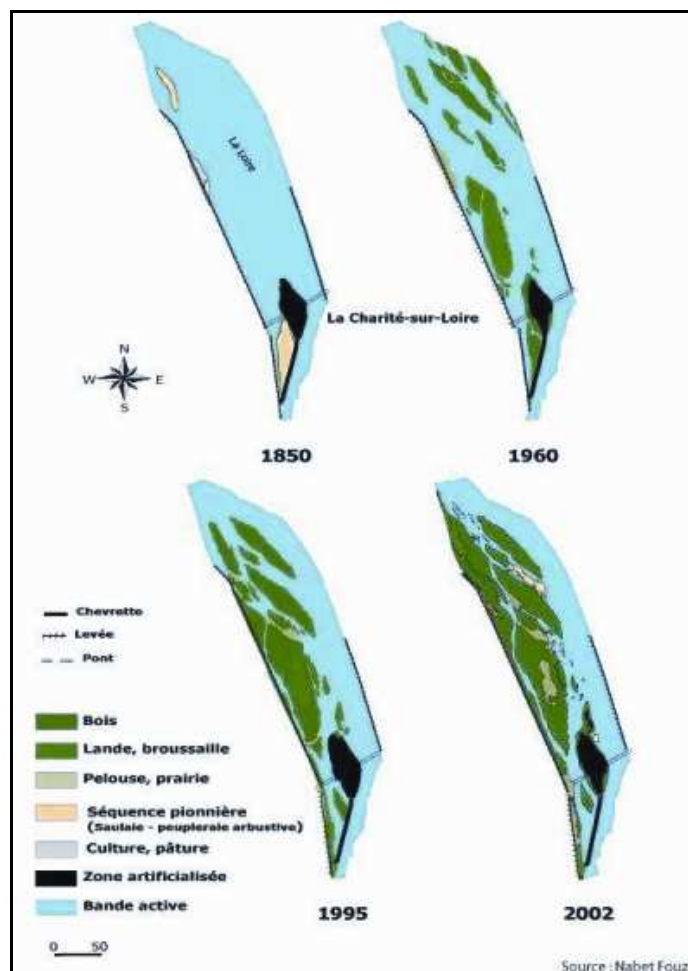 La Loire
La Charité-sur-Loire
N
W E
S
1850
1960
Chevrette
Levée
Pont
Bois
Lande, broussaille
Pelouse, prairie
Séquence pionnière
(Saulaie - peupleraie arbustive)
Culture, pâture
Zone artificialisée
Bande active
1995
2002
0 50
Source : Nabet Fouz